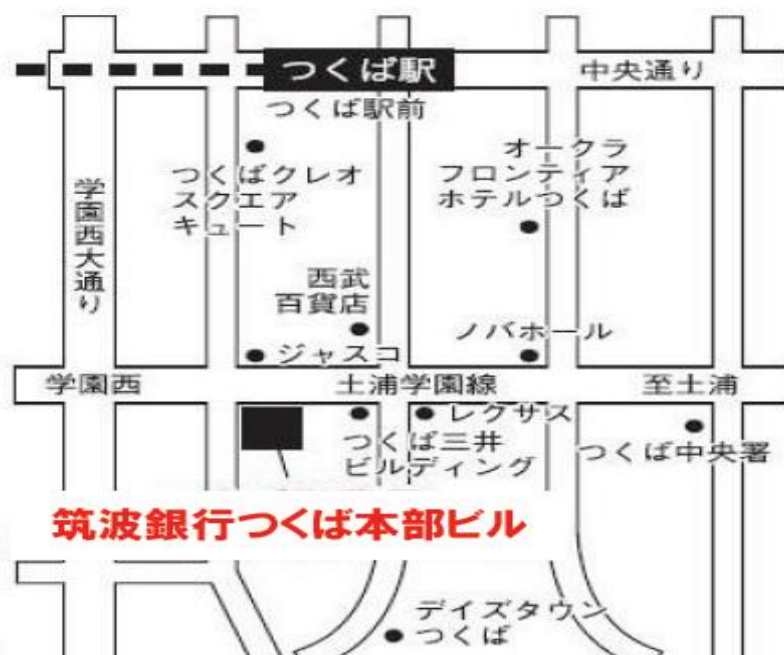 つくば駅
中央通り
つくば駅前
つくばクレオ
スクエア
キュート
オークラ
フロンティア
ホテルつくば
学園西大通り
西武
百貨店
ジャスコ
ノバホール
学園西
土浦学園線
至土浦
レクサス
つくば三井
ビルディング
つくば中央署
筑波銀行つくば本部ビル
デイズタウン
つくば